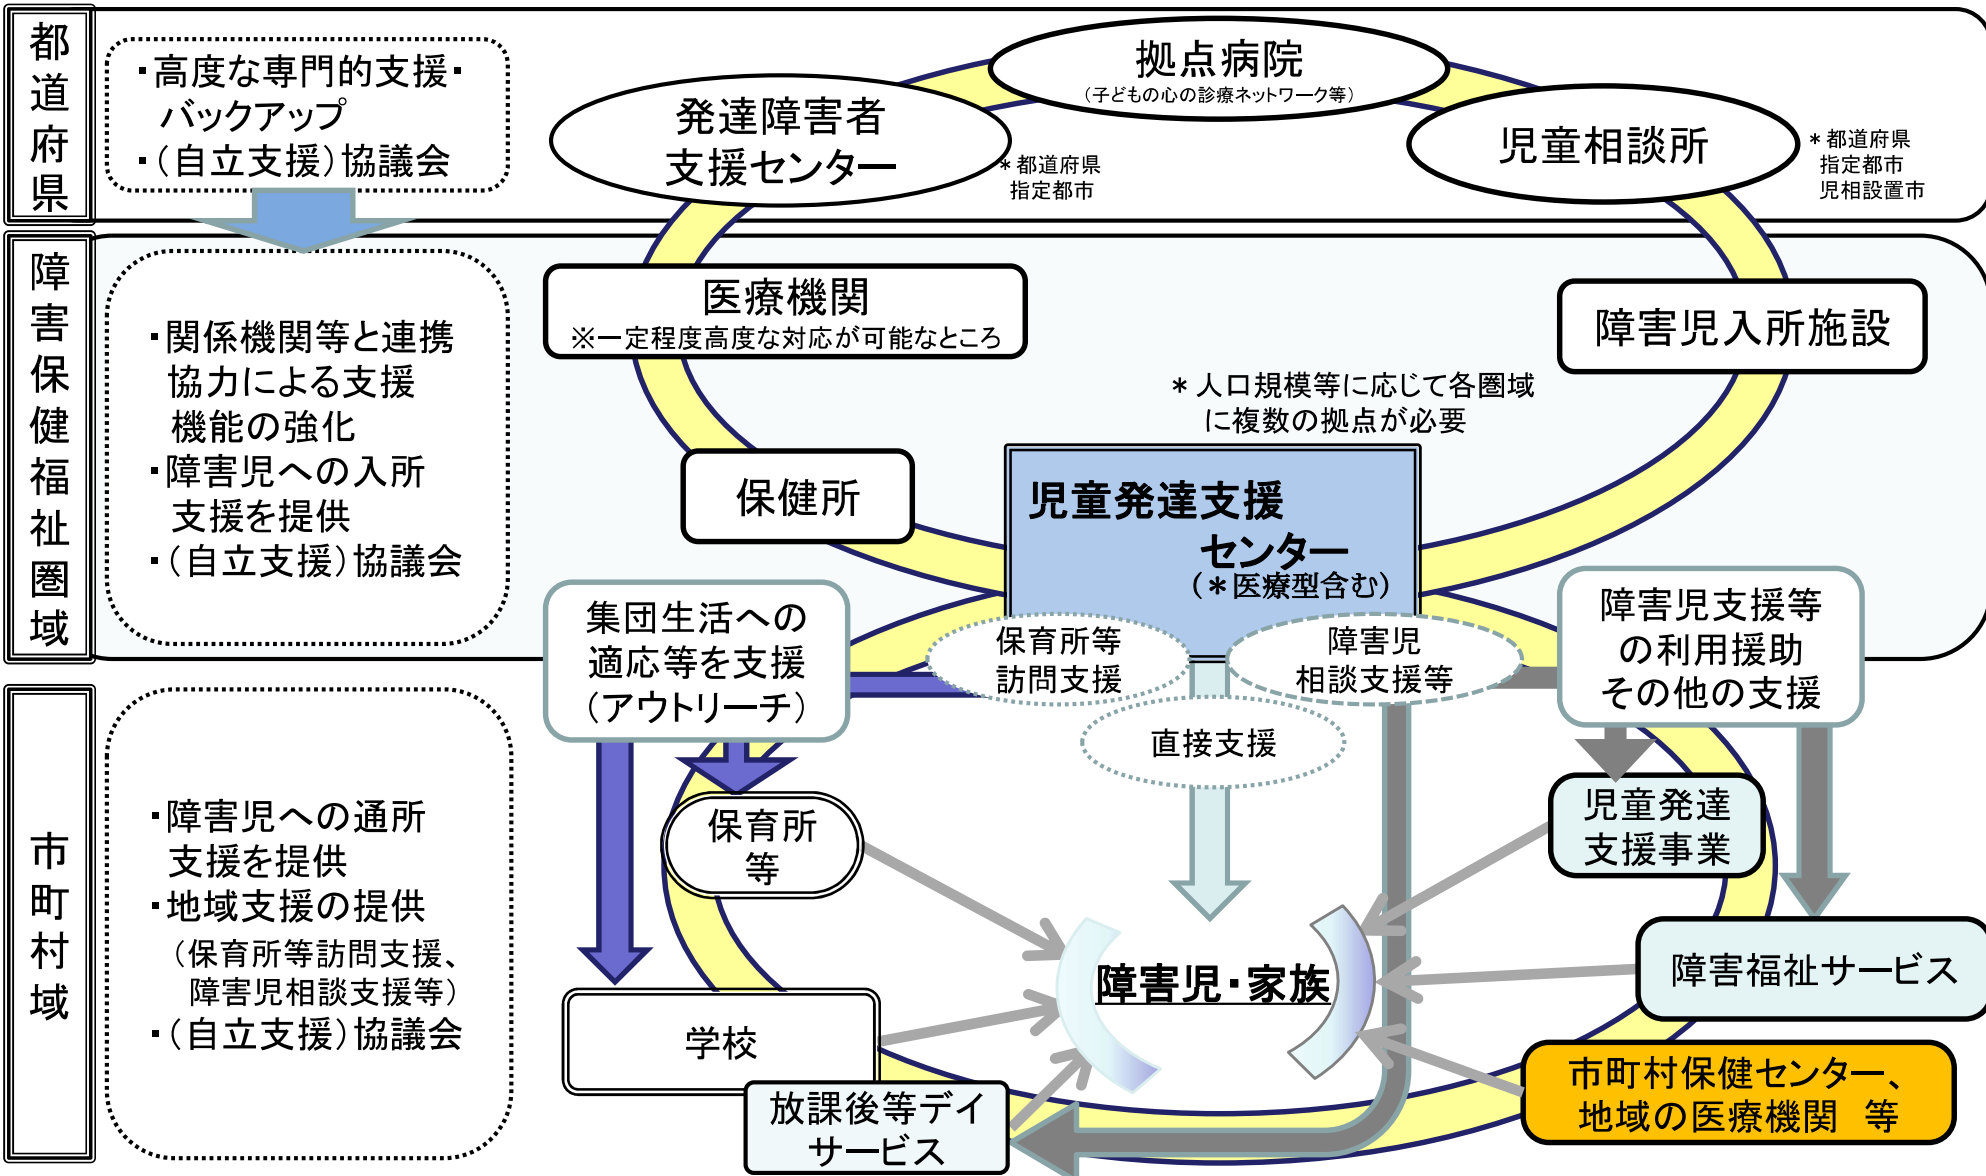 都道府県
・高度な専門的支援・
バックアップ
・（自立支援）協議会
発達障害者
支援センター
＊都道府県
指定都市
拠点病院
（子どもの心の診療ネットワーク等）
児童相談所
＊都道府県
指定都市
児相設置市
障害保健福祉圏域
・関係機関等と連携
協力による支援
機能の強化
・障害児への入所
支援を提供
・（自立支援）協議会
医療機関
※一定程度高度な対応が可能なところ
障害児入所施設
＊人口規模等に応じて各圏域
に複数の拠点が必要
保健所
児童発達支援
センター
（＊医療型含む）
集団生活への
適応等を支援
（アウトリーチ）
保育所等
訪問支援
障害児
相談支援等
障害児支援等
の利用援助
その他の支援
直接支援
市町村域
・障害児への通所
支援を提供
・地域支援の提供
（保育所等訪問支援、
障害児相談支援等）
・（自立支援）協議会
保育所
等
児童発達
支援事業
障害児・家族
障害福祉サービス
学校
放課後等デイ
サービス
市町村保健センター、
地域の医療機関　等